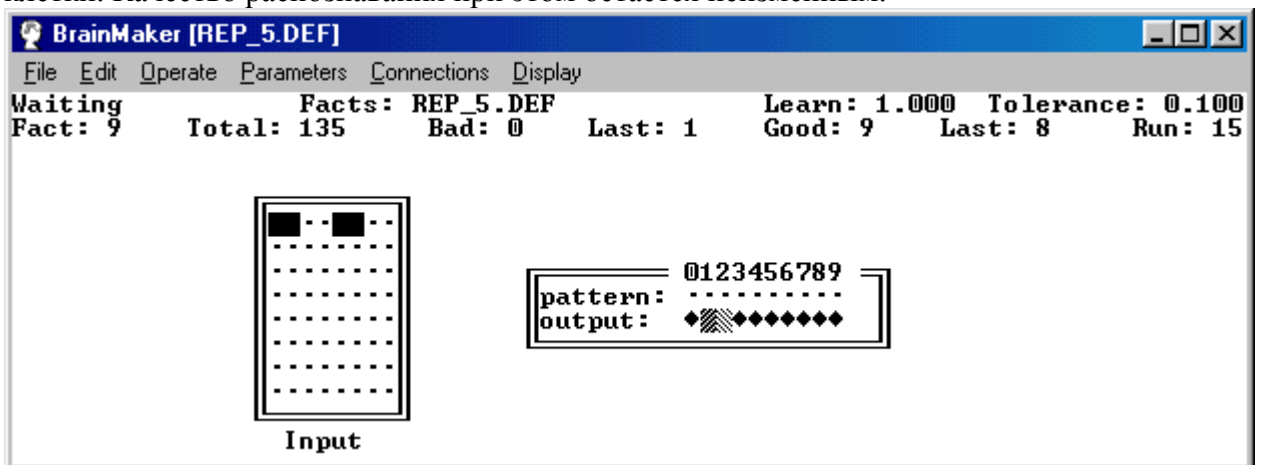 BrainMaker [REP_5.DEF]
File Edit Operate Parameters Connections Display
Waiting Facts: REP_5.DEF Learn: 1.000 Tolerance: 0.100
Fact: 9 Total: 135 Bad: 0 Last: 1 Good: 9 Last: 8 Run: 15
0123456789
pattern:
output:
Input